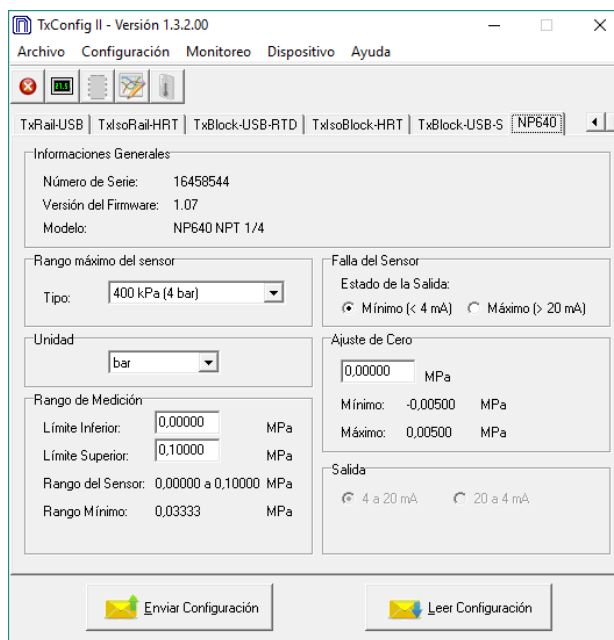 TxConfig II - Versión 1.3.2.00
Archivo Configuración Monitoreo Dispositivo Ayuda
21.5
TxRail-USB TxIsoRail-HRT TxBlock-USB-RTD TxIsoBlock-HRT TxBlock-USB-S NP640
Informaciones Generales
Número de Serie: 16458544
Versión del Firmware: 1.07
Modelo: NP640 NPT 1/4
Rango máximo del sensor
Tipo: 400 kPa (4 bar)
Unidad
bar
Rango de Medición
Límite Inferior: 0,00000 MPa
Límite Superior: 0,10000 MPa
Rango del Sensor: 0,00000 a 0,10000 MPa
Rango Mínimo: 0,03333 MPa
Falla del Sensor
Estado de la Salida:
Mínimo (< 4 mA) Máximo (> 20 mA)
Ajuste de Cero
0,00000 MPa
Mínimo: -0,00500 MPa
Máximo: 0,00500 MPa
Salida
4 a 20 mA 20 a 4 mA
Enviar Configuración Leer Configuración